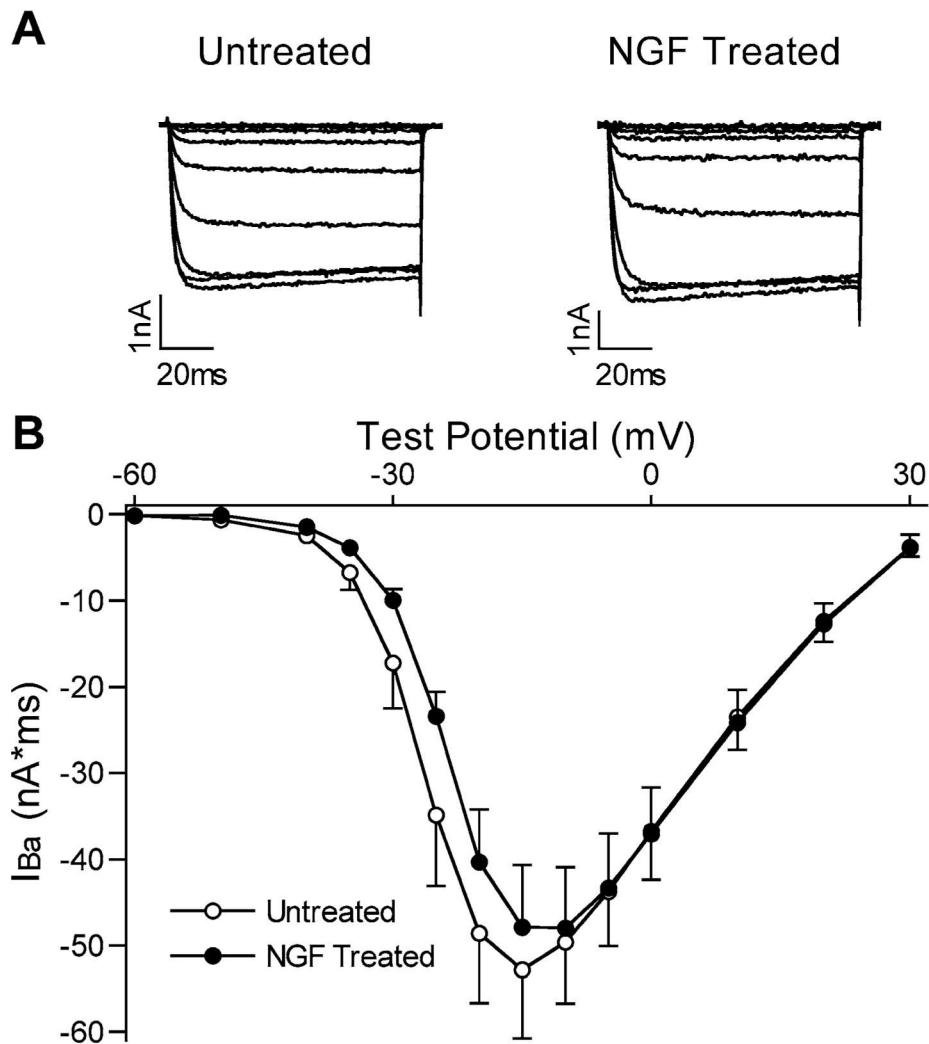 A
Untreated
NGF Treated
1nA
20ms
1nA
20ms
B
Test Potential (mV)
-60
-30
0
30
0
-10
-20
-30
-40
-50
-60
IBa (nA*ms)
Untreated
NGF Treated